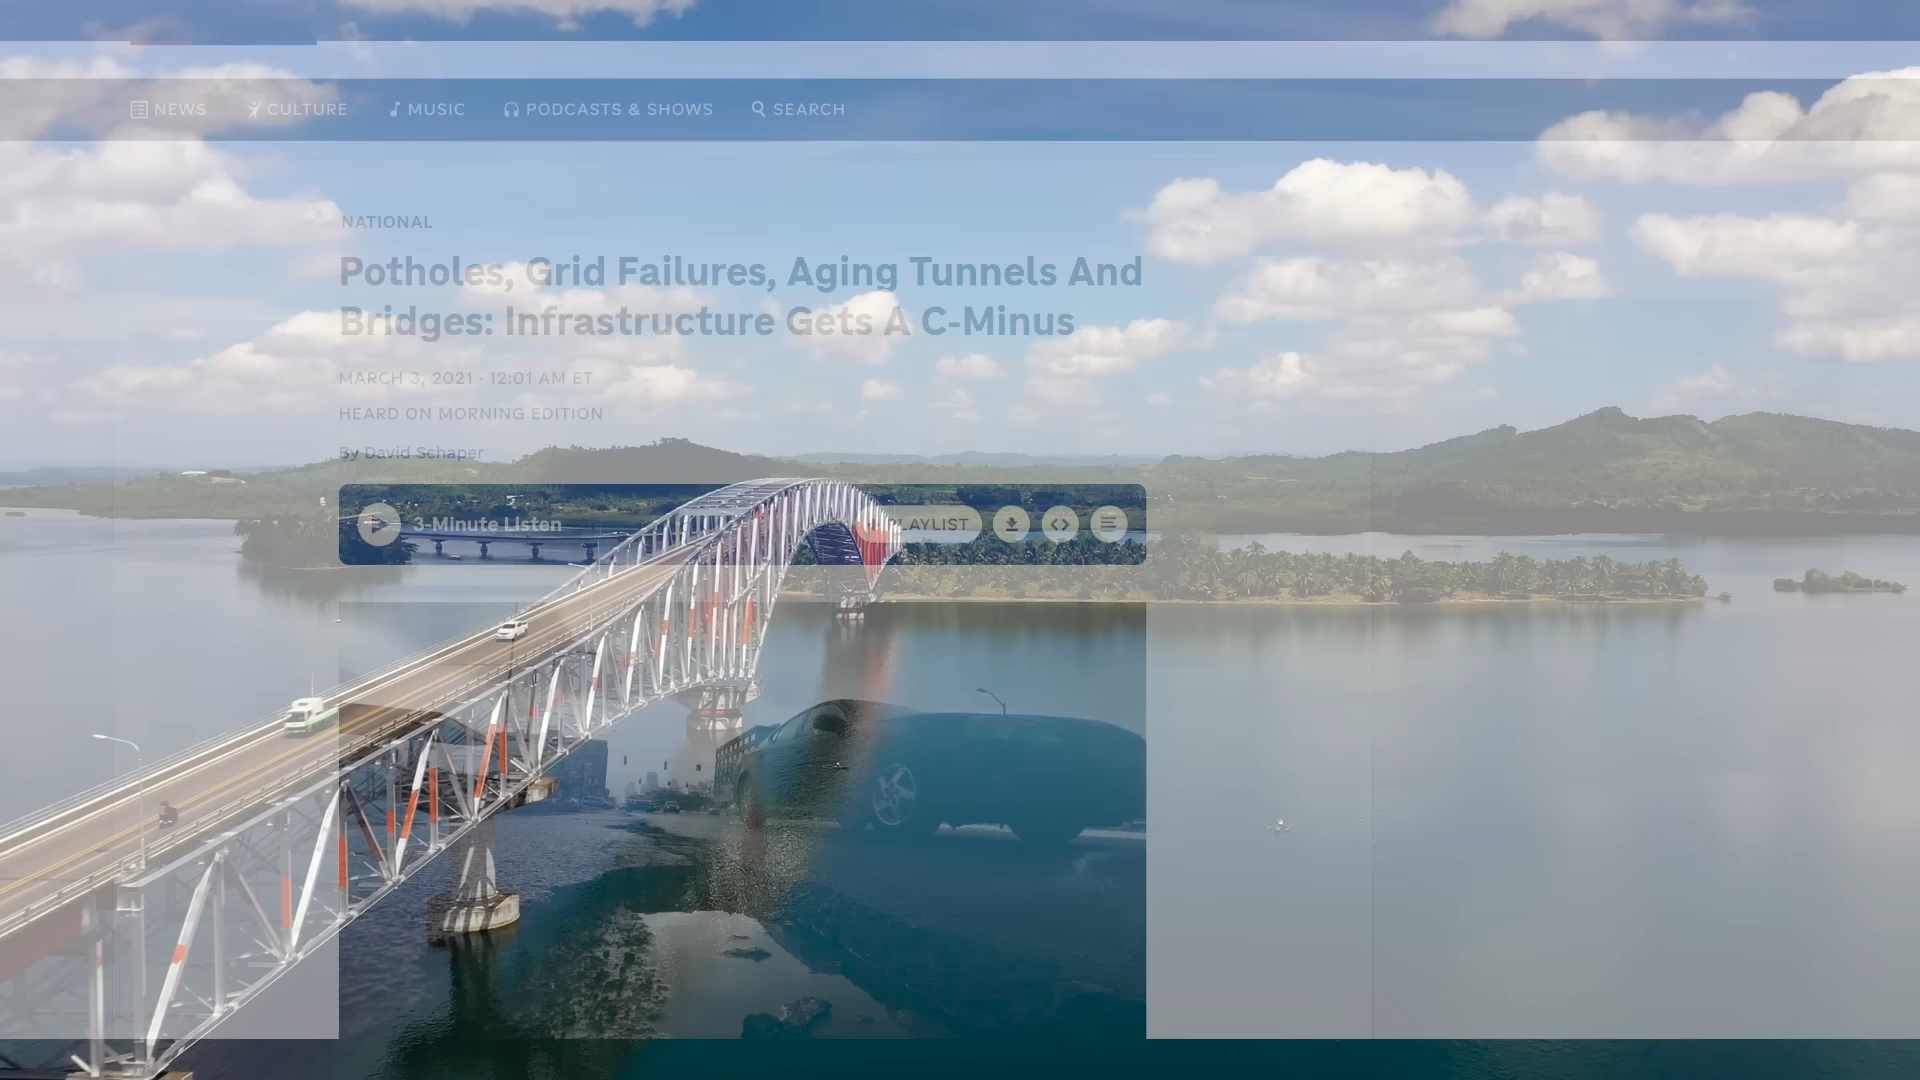 NEWS CULTURE MUSIC PODCASTS & SHOWS SEARCH
NATIONAL
Potholes, Grid Failures, Aging Tunnels And
Bridges: Infrastructure Gets A C-Minus
MARCH 3, 2021 · 12:01 AM ET
HEARD ON MORNING EDITION
By David Schaper
3-Minute Listen
PLAYLIST